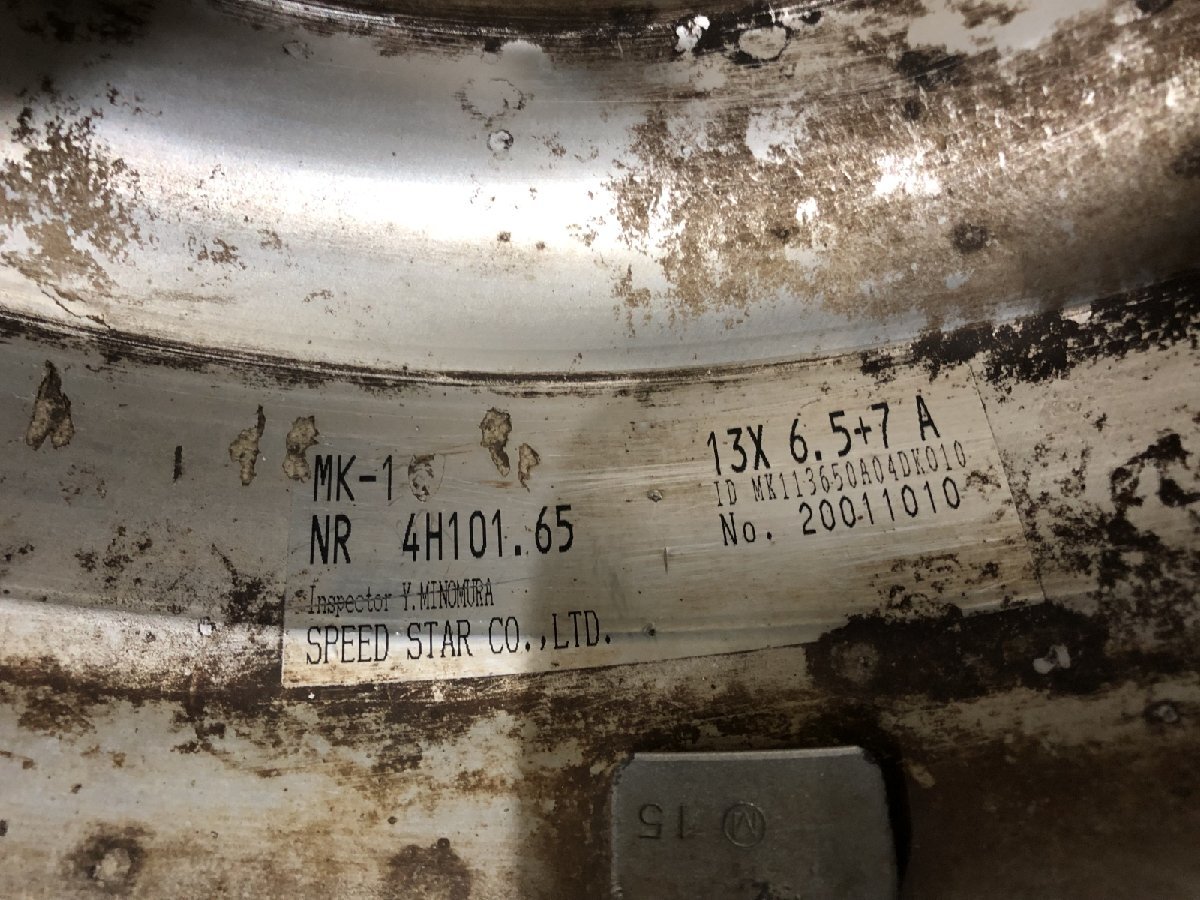 MK-1
NR 4H101.65
Inspector Y.MINOMURA
SPEED STAR CO.,LTD.
13X 6.5+7 A
ID MK113650A04DK010
No. 20011010
M 15